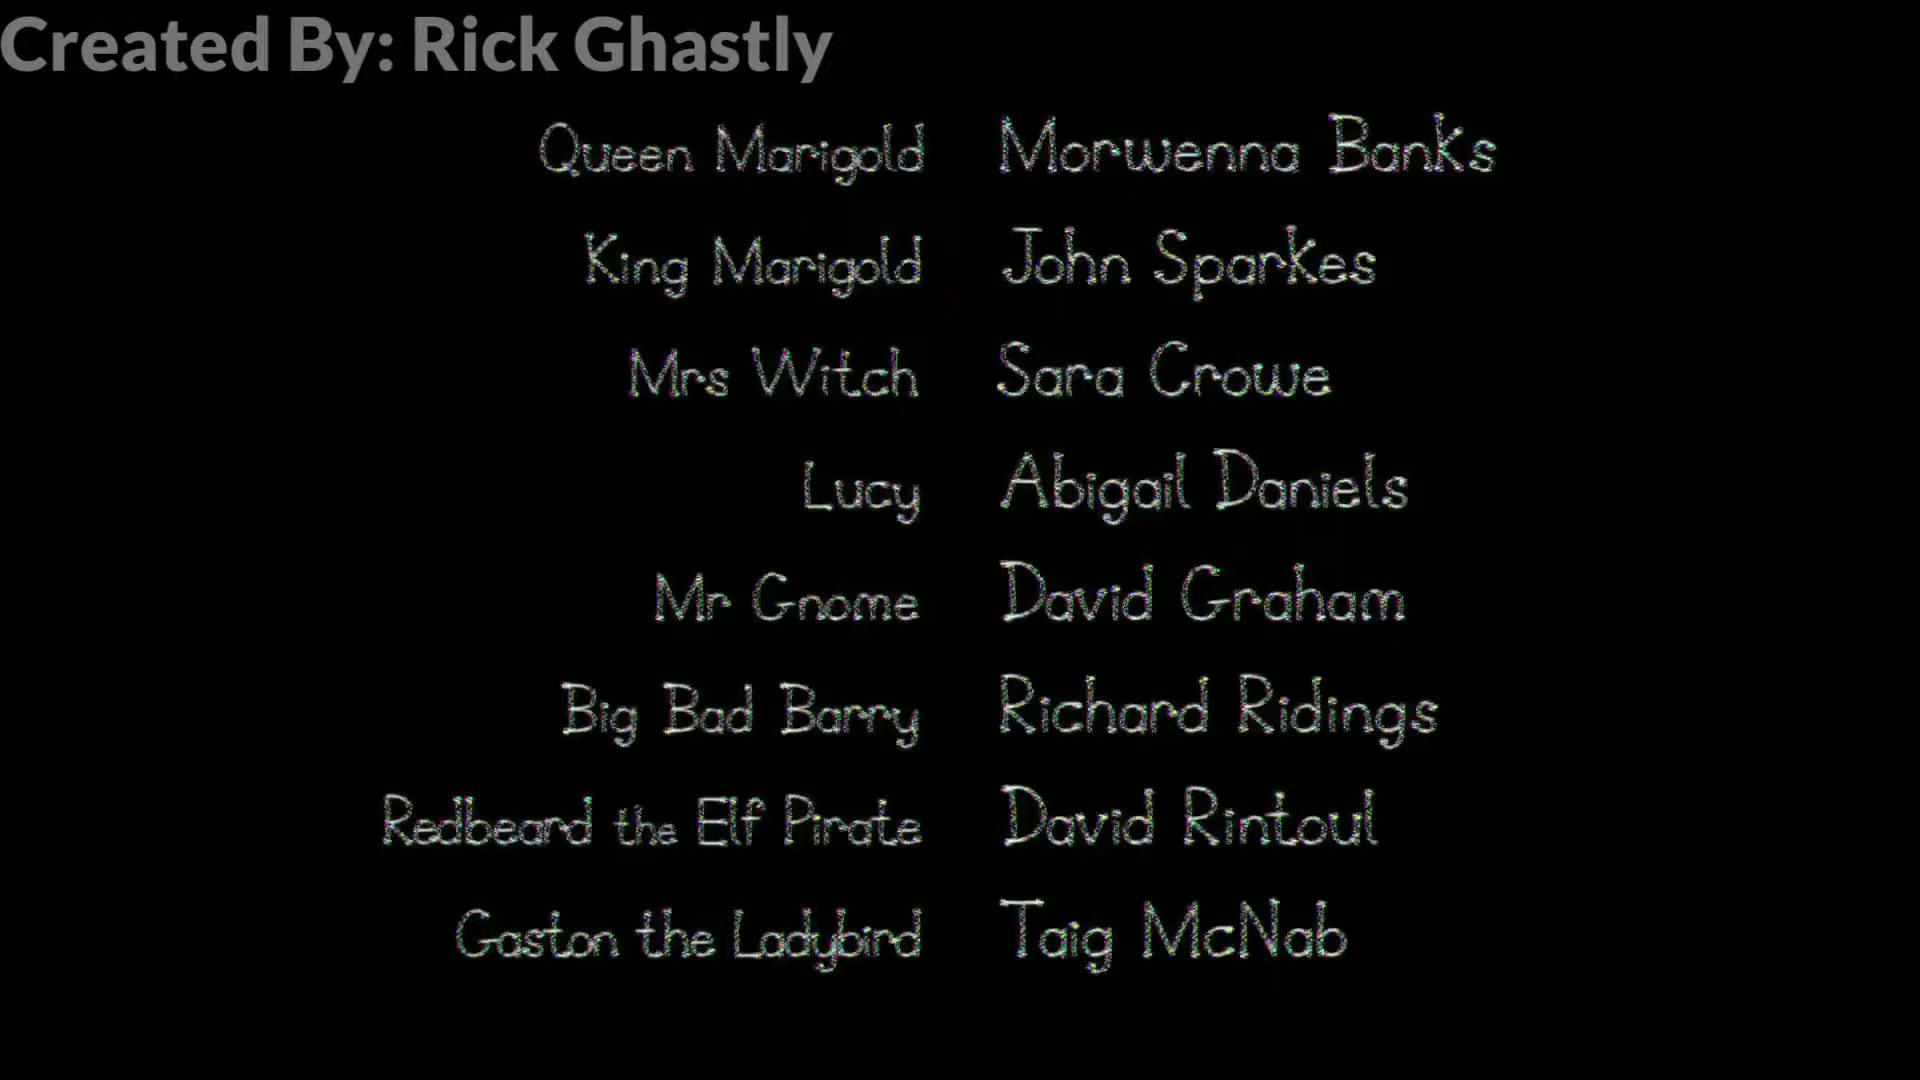 Created By: Rick Ghastly
Queen Marigold Morwenna Banks
King Marigold John Sparkes
Mrs Witch Sara Crowe
Lucy Abigail Daniels
Mr Gnome David Graham
Big Bad Barry Richard Ridings
Redbeard the Elf Pirate David Rintoul
Gaston the Ladybird Taig McNab